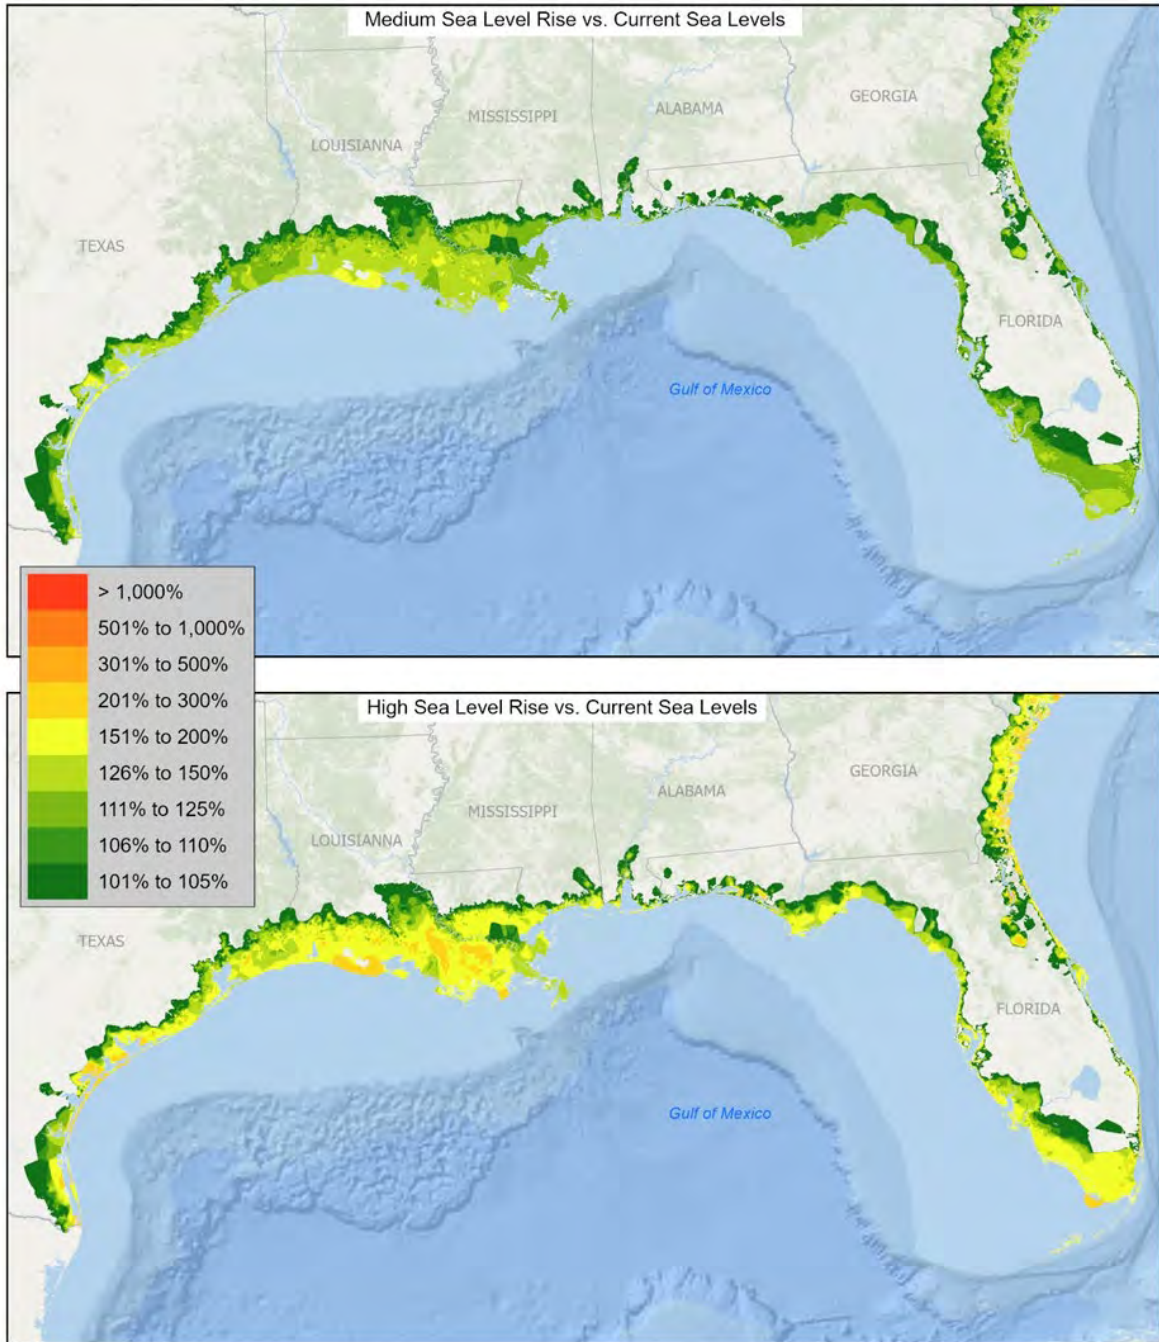 Medium Sea Level Rise vs. Current Sea Levels
GEORGIA
ALABAMA
MISSISSIPPI
LOUISIANNA
TEXAS
FLORIDA
Gulf of Mexico
> 1,000%
501% to 1,000%
301% to 500%
201% to 300%
151% to 200%
126% to 150%
111% to 125%
106% to 110%
101% to 105%
High Sea Level Rise vs. Current Sea Levels
GEORGIA
ALABAMA
MISSISSIPPI
LOUISIANNA
TEXAS
FLORIDA
Gulf of Mexico